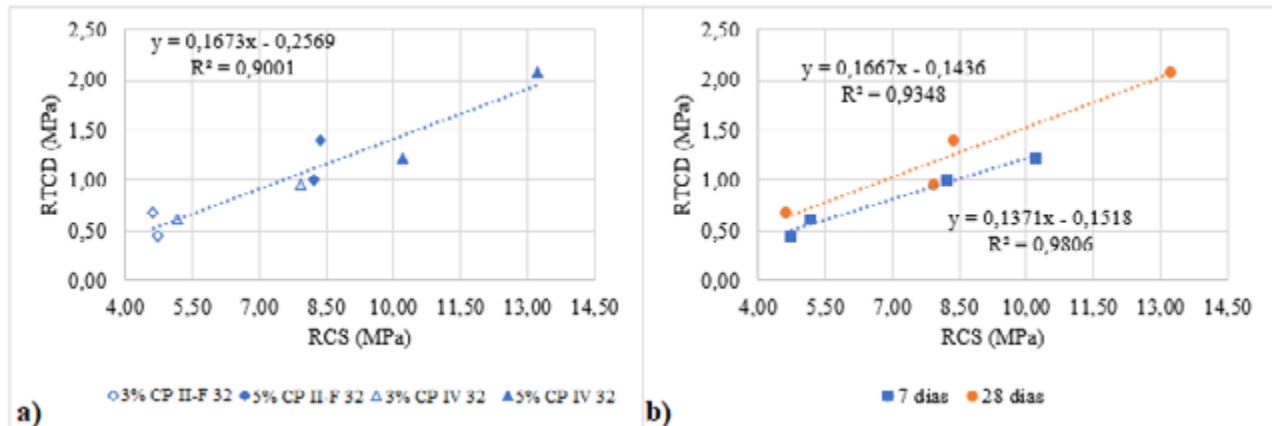 2,50
2,00
1,50
1,00
0,50
0,00
RTCD (MPa)
y = 0,1673x - 0,2569
R² = 0,9001
4,00 5,50 7,00 8,50 10,00 11,50 13,00 14,50
RCS (MPa)
3% CP II-F 32 5% CP II-F 32 3% CP IV 32 5% CP IV 32
a)
2,50
2,00
1,50
1,00
0,50
0,00
RTCD (MPa)
y = 0,1667x - 0,1436
R² = 0,9348
y = 0,1371x - 0,1518
R² = 0,9806
4,00 5,50 7,00 8,50 10,00 11,50 13,00 14,50
RCS (MPa)
7 dias 28 dias
b)